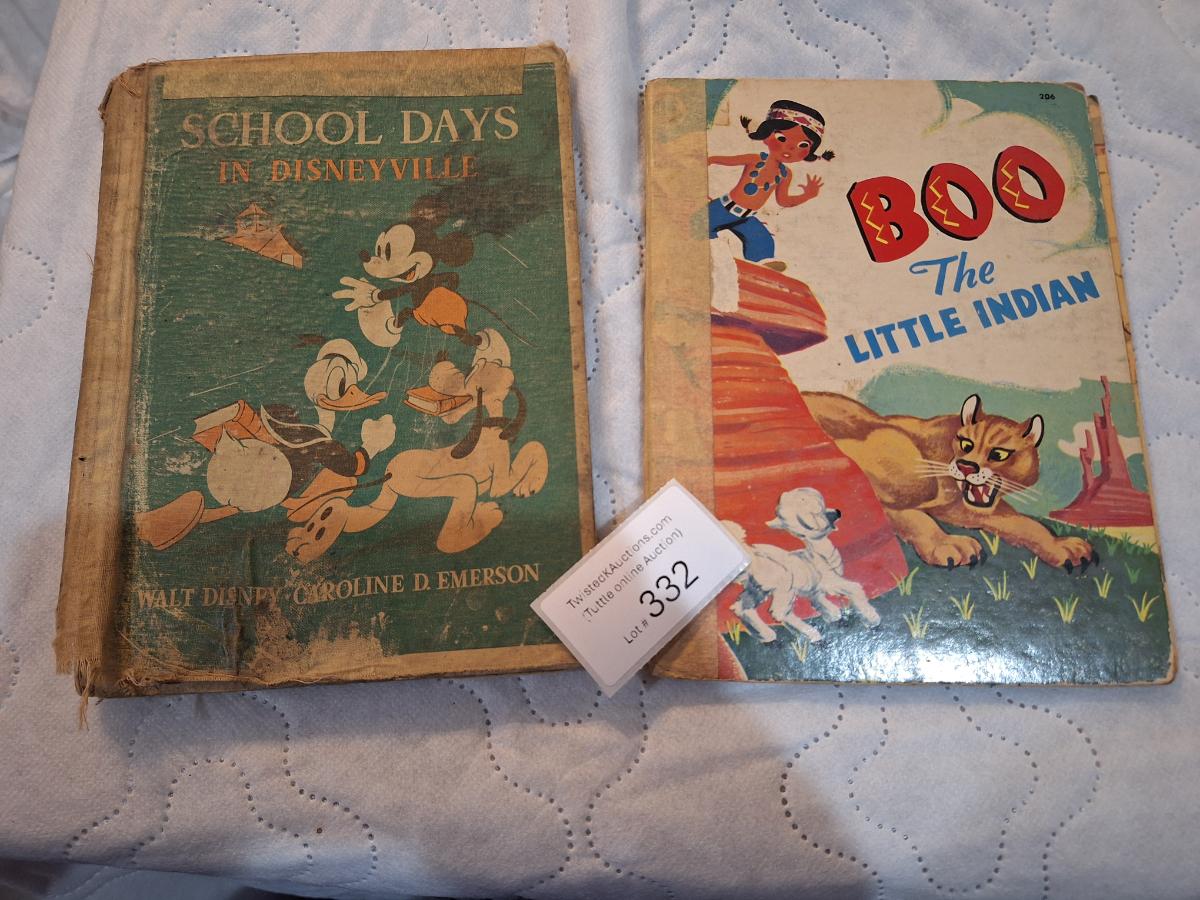 SCHOOL DAYS
IN DISNEYVILLE
WALT DISNEY · CAROLINE D. EMERSON
206
BOO
The
LITTLE INDIAN
TwistedKAuctions.com
(Tuttle online Auction)
Lot # 332